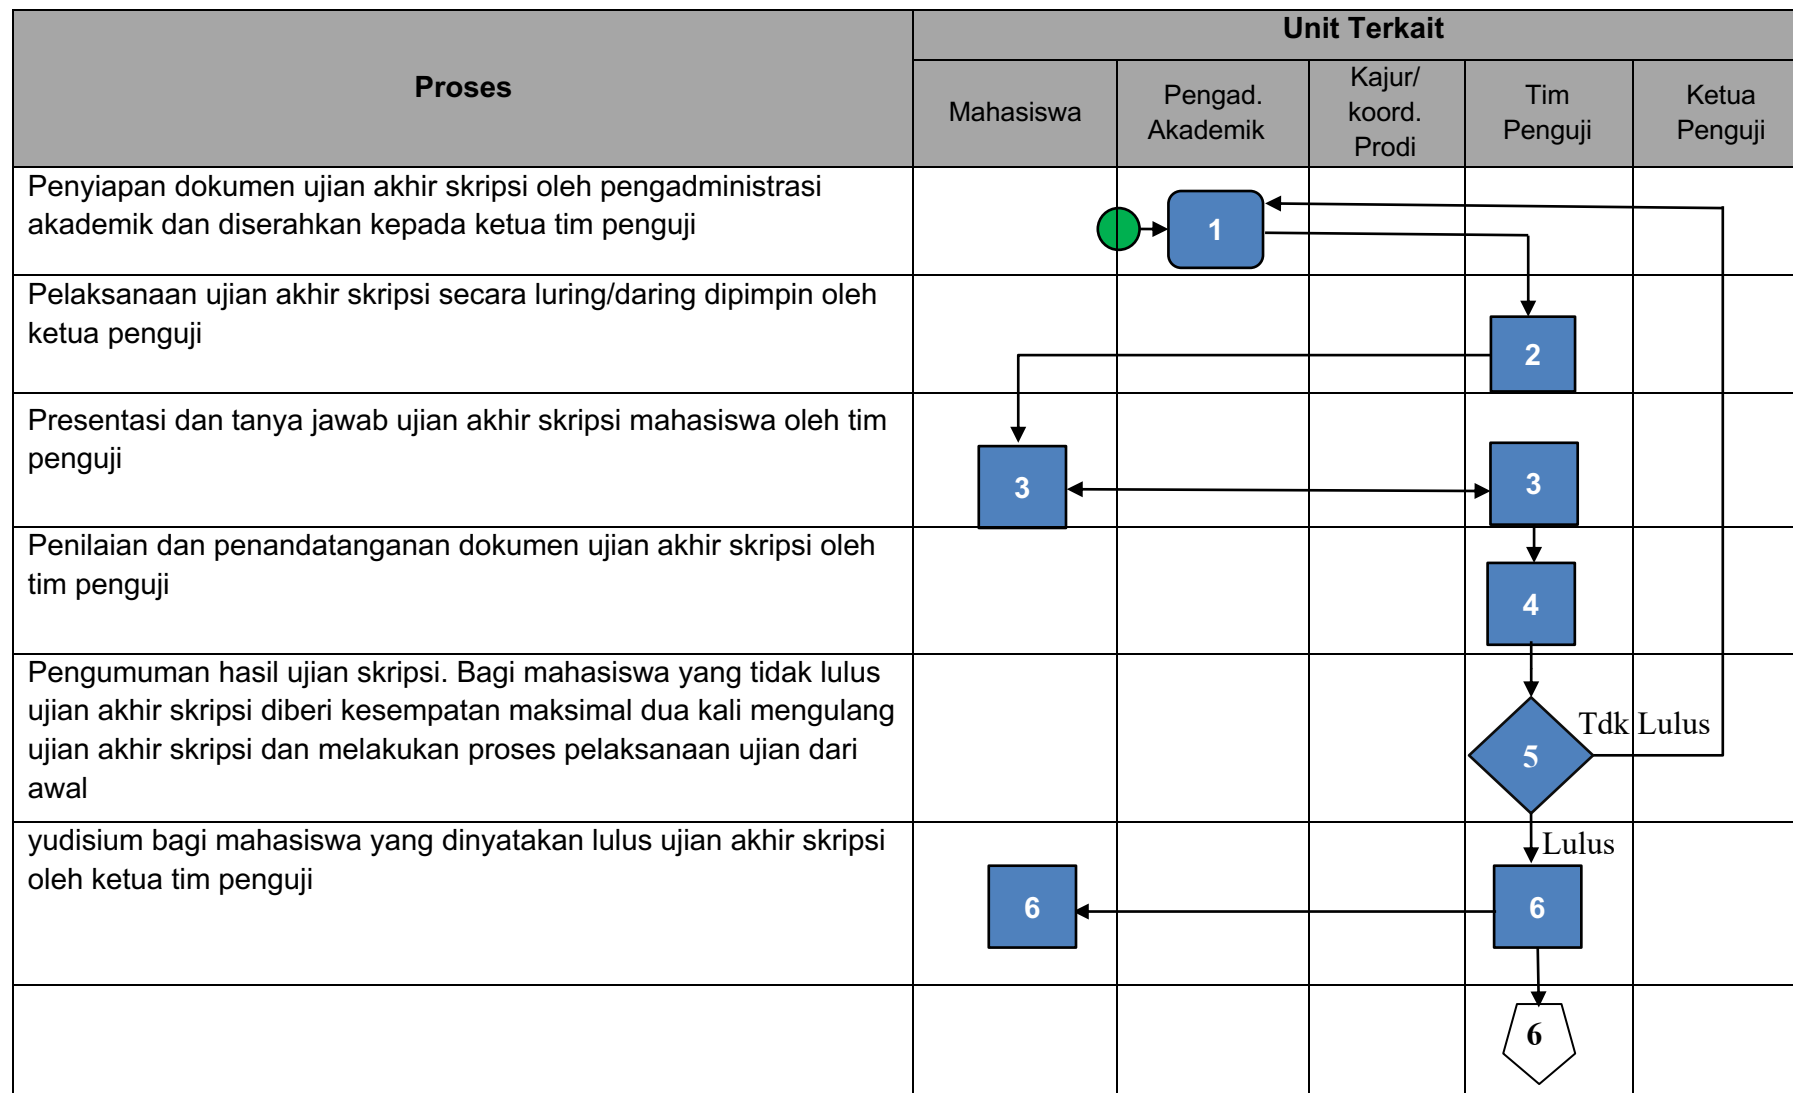 Proses
Unit Terkait
Mahasiswa
Pengad.
Akademik
Kajur/
koord.
Prodi
Tim
Penguji
Ketua
Penguji
Penyiapan dokumen ujian akhir skripsi oleh pengadministrasi
akademik dan diserahkan kepada ketua tim penguji
1
Pelaksanaan ujian akhir skripsi secara luring/daring dipimpin oleh
ketua penguji
2
Presentasi dan tanya jawab ujian akhir skripsi mahasiswa oleh tim
penguji
3
3
Penilaian dan penandatanganan dokumen ujian akhir skripsi oleh
tim penguji
4
Pengumuman hasil ujian skripsi. Bagi mahasiswa yang tidak lulus
ujian akhir skripsi diberi kesempatan maksimal dua kali mengulang
ujian akhir skripsi dan melakukan proses pelaksanaan ujian dari
awal
5
Tdk Lulus
yudisium bagi mahasiswa yang dinyatakan lulus ujian akhir skripsi
oleh ketua tim penguji
Lulus
6
6
6